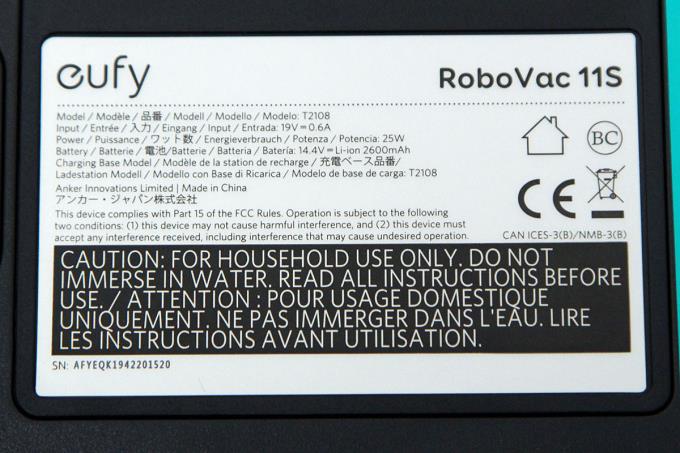 eufy
RoboVac 11S
Model / Modèle / 品番 / Modell / Modello / Modelo: T2108
Input / Entrée / 入力 / Eingang / Input / Entrada: 19V⎓0.6A
Power / Puissance / ワット数 / Energieverbrauch / Potenza / Potencia: 25W
Battery / Batterie / 電池/ Batterie / Batteria / Batería: 14.4V⎓Li-ion 2600mAh
Charging Base Model / Modèle de la station de recharge / 充電ベース品番/
Ladestation Modell / Modello con Base di Ricarica / Modelo de base de carga: T2108
Anker Innovations Limited | Made in China
アンカー・ジャパン株式会社
This device complies with Part 15 of the FCC Rules. Operation is subject to the following
two conditions: (1) this device may not cause harmful interference, and (2) this device must
accept any interference received, including interference that may cause undesired operation.
BC
CE
CAN ICES-3(B)/NMB-3(B)
CAUTION: FOR HOUSEHOLD USE ONLY. DO NOT
IMMERSE IN WATER. READ ALL INSTRUCTIONS BEFORE
USE. / ATTENTION : POUR USAGE DOMESTIQUE
UNIQUEMENT. NE PAS IMMERGER DANS L'EAU. LIRE
LES INSTRUCTIONS AVANT UTILISATION.
SN: AFYEQK1942201520